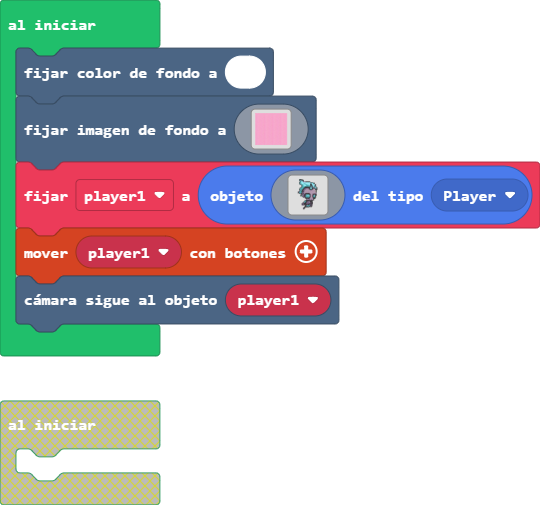 al iniciar
fijar color de fondo a
fijar imagen de fondo a
fijar player1 a objeto del tipo Player
mover player1 con botones
cámara sigue al objeto player1
al iniciar